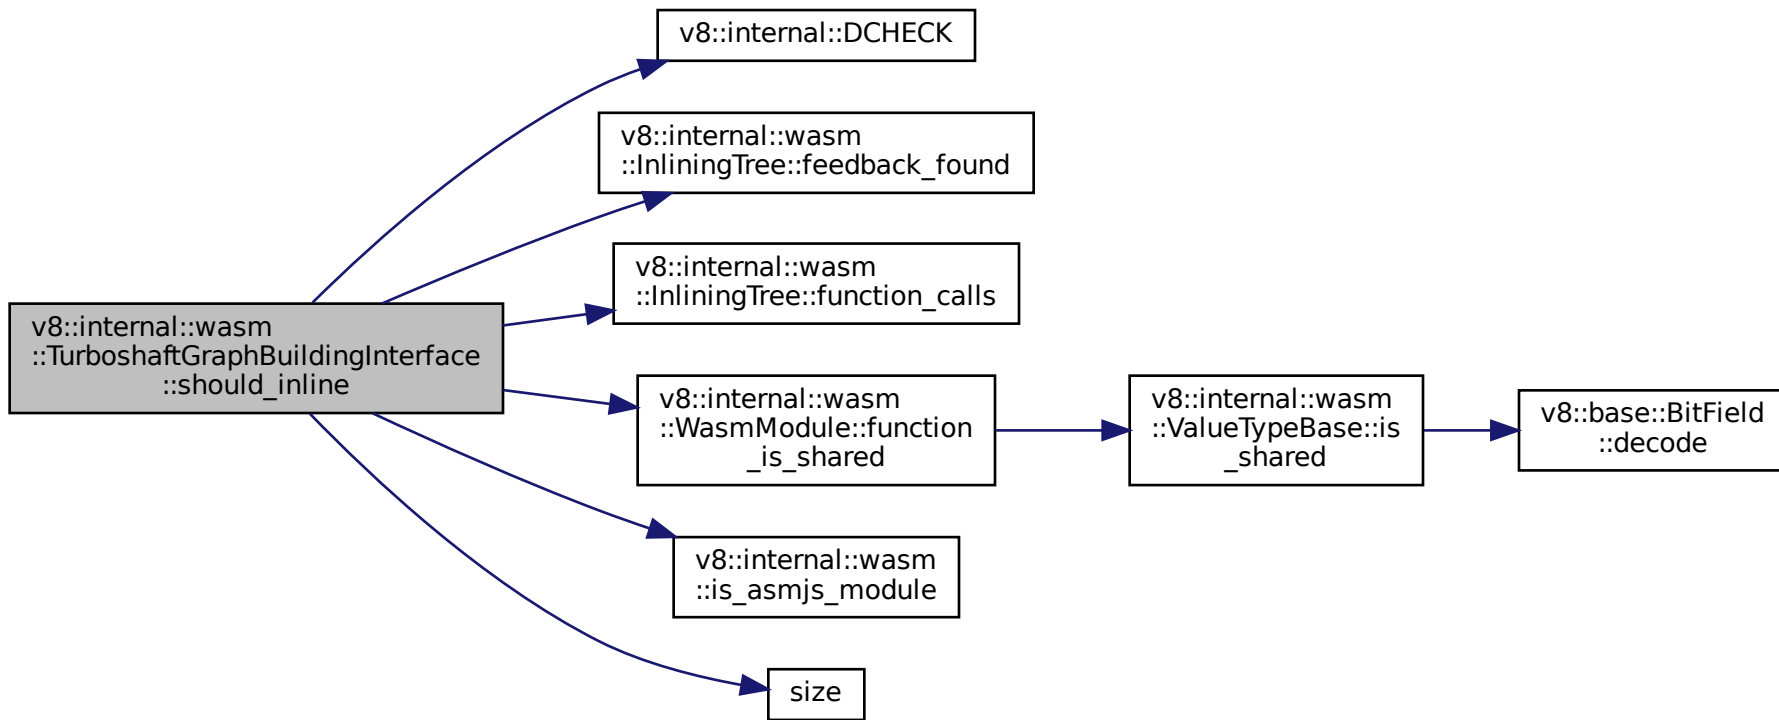 v8::internal::DCHECK
v8::internal::wasm
::InliningTree::feedback_found
v8::internal::wasm
::InliningTree::function_calls
v8::internal::wasm
::TurboshaftGraphBuildingInterface
::should_inline
v8::internal::wasm
::WasmModule::function
_is_shared
v8::internal::wasm
::ValueTypeBase::is
_shared
v8::base::BitField
::decode
v8::internal::wasm
::is_asmjs_module
size